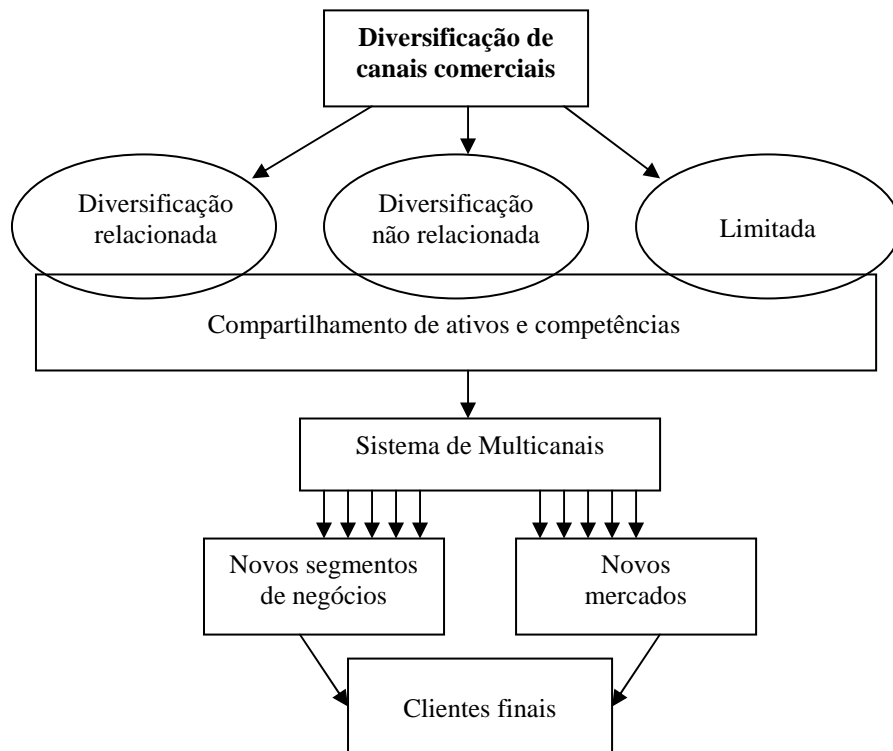 Diversificação de
canais comerciais
Diversificação
relacionada
Diversificação
não relacionada
Limitada
Compartilhamento de ativos e competências
Sistema de Multicanais
Novos segmentos
de negócios
Novos
mercados
Clientes finais